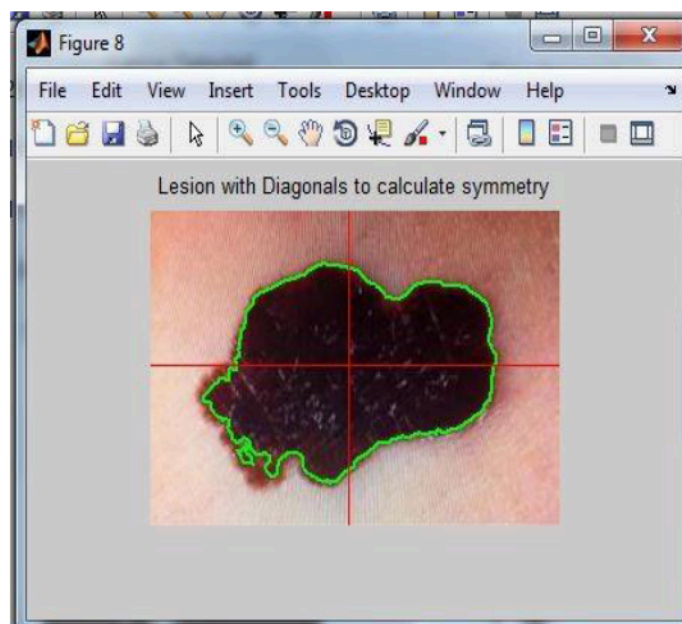 Figure 8
File Edit View Insert Tools Desktop Window Help
Lesion with Diagonals to calculate symmetry